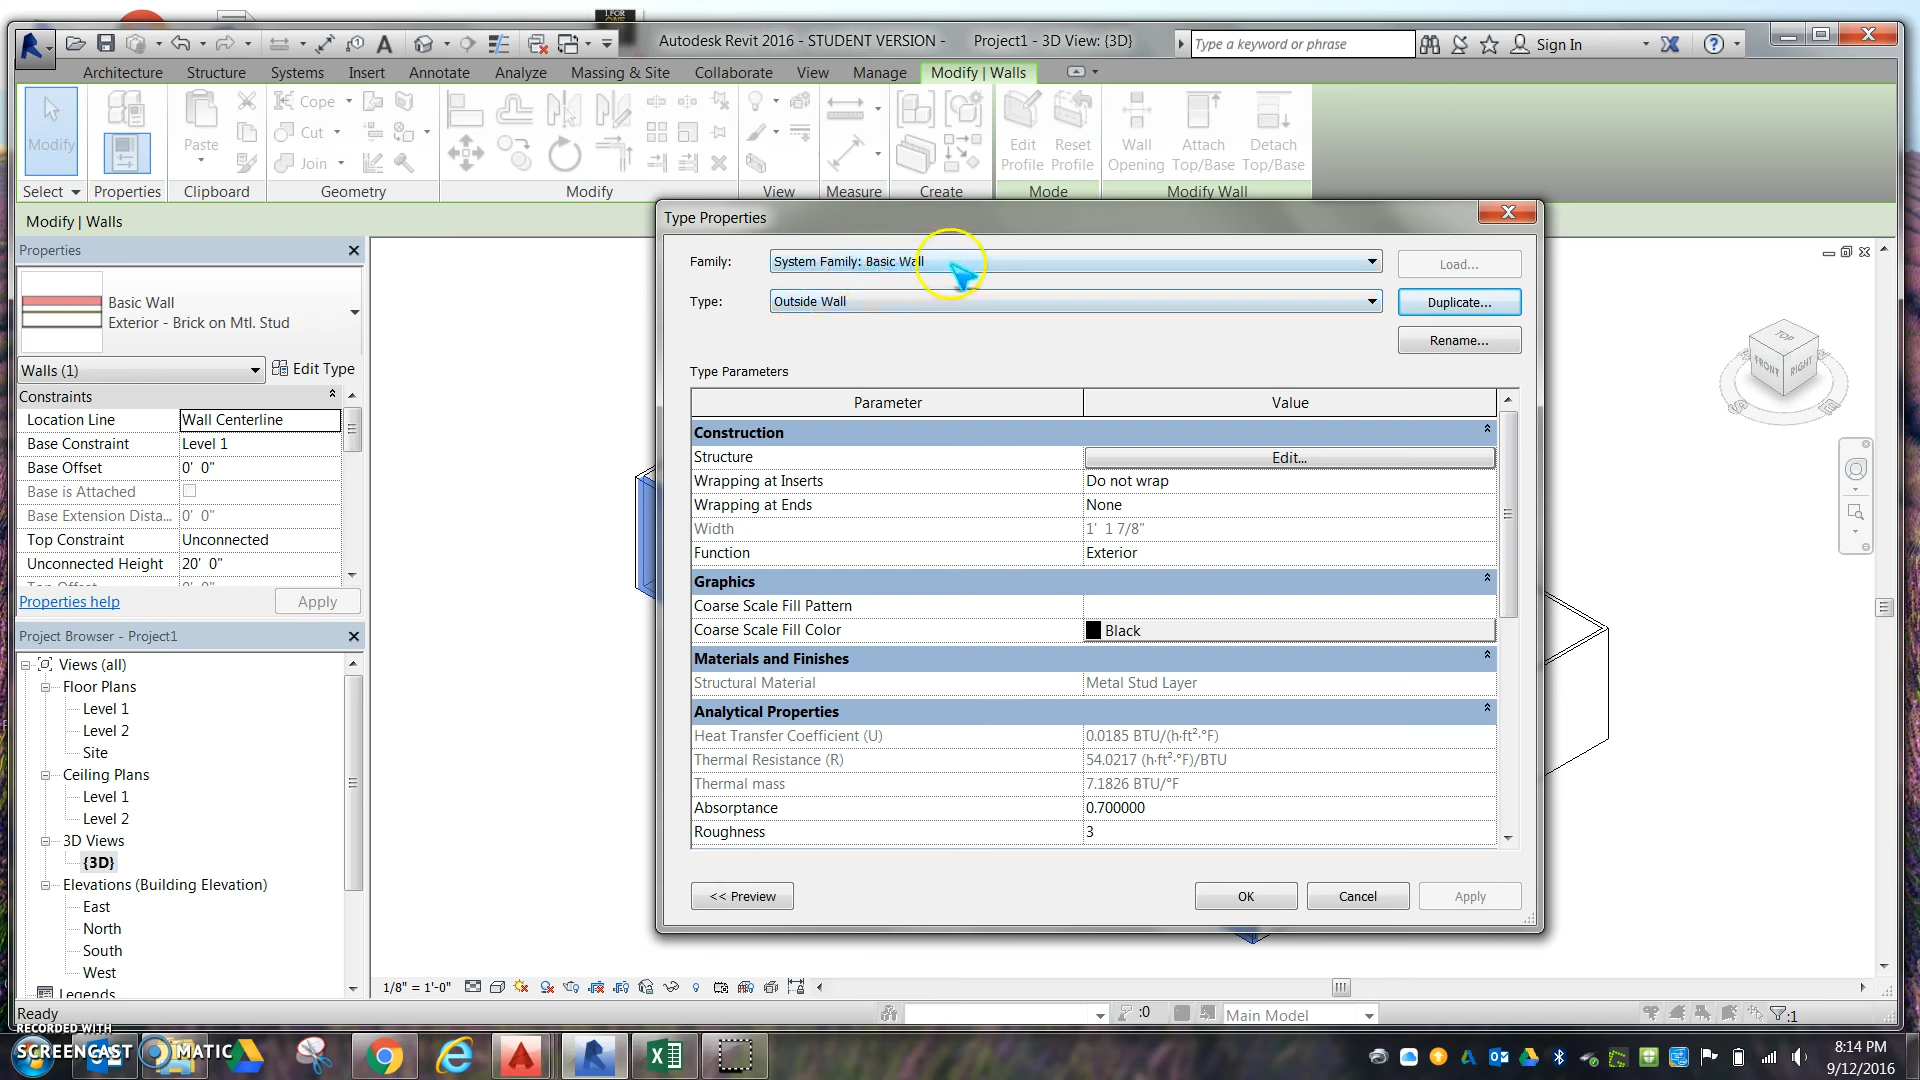 Autodesk Revit 2016 - STUDENT VERSION - Project1 - 3D View: {3D}
Type a keyword or phrase
Sign In
Architecture Structure Systems Insert Annotate Analyze Massing & Site Collaborate View Manage Modify | Walls
Modify
Paste
Cope
Cut
Join
Edit Profile
Reset Profile
Wall Opening
Attach Top/Base
Detach Top/Base
Select Properties Clipboard Geometry Modify View Measure Create Mode Modify Wall
Modify | Walls
Properties
Basic Wall
Exterior - Brick on Mtl. Stud
Walls (1) Edit Type
Constraints
Location Line Wall Centerline
Base Constraint Level 1
Base Offset 0' 0"
Base is Attached
Base Extension Dista... 0' 0"
Top Constraint Unconnected
Unconnected Height 20' 0"
Properties help Apply
Project Browser - Project1
Views (all)
Floor Plans
Level 1
Level 2
Site
Ceiling Plans
Level 1
Level 2
3D Views
{3D}
Elevations (Building Elevation)
East
North
South
West
Legends
Type Properties
Family: System Family: Basic Wall Load...
Type: Outside Wall Duplicate...
Rename...
Type Parameters
Parameter Value
Construction
Structure Edit...
Wrapping at Inserts Do not wrap
Wrapping at Ends None
Width 1' 1 7/8"
Function Exterior
Graphics
Coarse Scale Fill Pattern
Coarse Scale Fill Color Black
Materials and Finishes
Structural Material Metal Stud Layer
Analytical Properties
Heat Transfer Coefficient (U) 0.0185 BTU/(h·ft²·°F)
Thermal Resistance (R) 54.0217 (h·ft²·°F)/BTU
Thermal mass 7.1826 BTU/°F
Absorptance 0.700000
Roughness 3
<< Preview OK Cancel Apply
TOP
FRONT
RIGHT
1/8" = 1'-0"
Ready
:0
Main Model
:1
RECORDED WITH
SCREENCAST MATIC
8:14 PM
9/12/2016